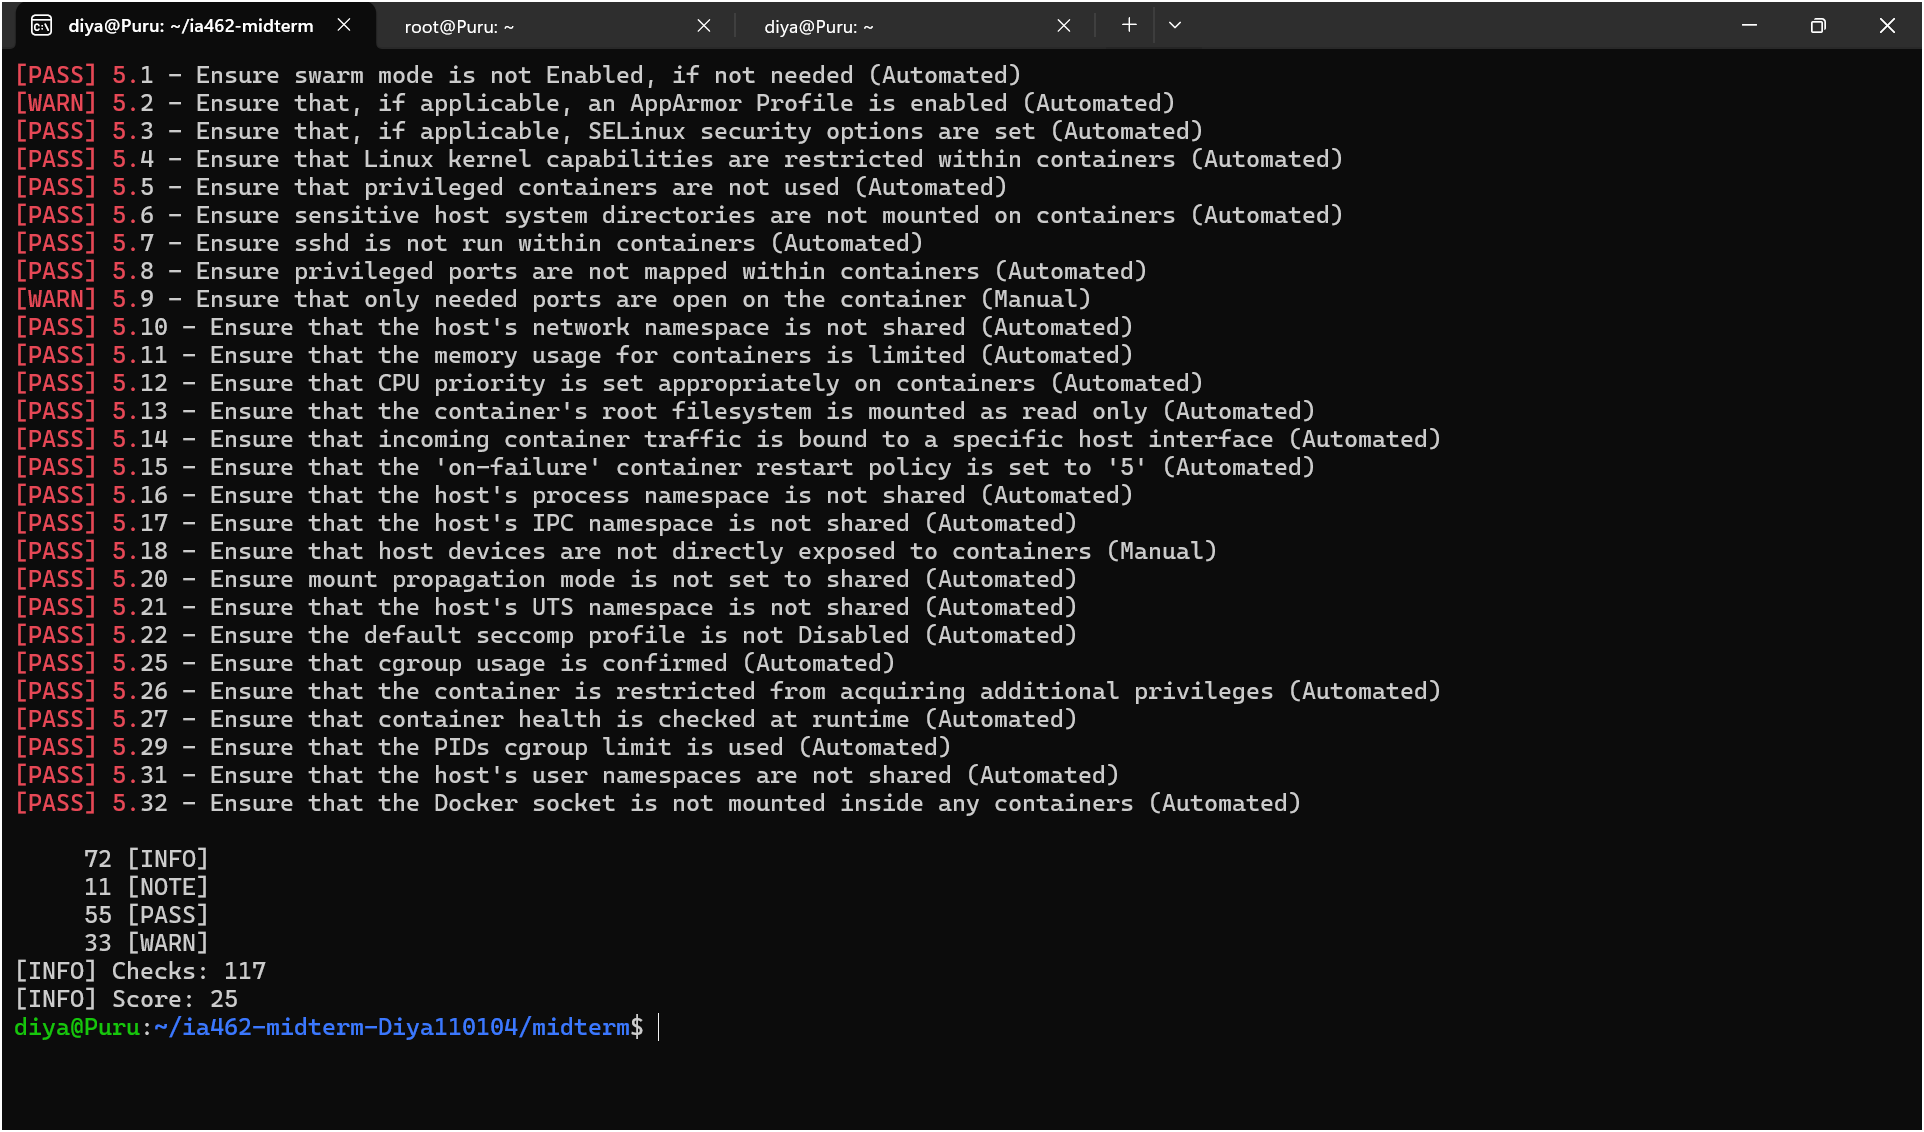 diya@Puru: ~/ia462-midterm
root@Puru: ~
diya@Puru: ~
[PASS] 5.1 - Ensure swarm mode is not Enabled, if not needed (Automated)
[WARN] 5.2 - Ensure that, if applicable, an AppArmor Profile is enabled (Automated)
[PASS] 5.3 - Ensure that, if applicable, SELinux security options are set (Automated)
[PASS] 5.4 - Ensure that Linux kernel capabilities are restricted within containers (Automated)
[PASS] 5.5 - Ensure that privileged containers are not used (Automated)
[PASS] 5.6 - Ensure sensitive host system directories are not mounted on containers (Automated)
[PASS] 5.7 - Ensure sshd is not run within containers (Automated)
[PASS] 5.8 - Ensure privileged ports are not mapped within containers (Automated)
[WARN] 5.9 - Ensure that only needed ports are open on the container (Manual)
[PASS] 5.10 - Ensure that the host's network namespace is not shared (Automated)
[PASS] 5.11 - Ensure that the memory usage for containers is limited (Automated)
[PASS] 5.12 - Ensure that CPU priority is set appropriately on containers (Automated)
[PASS] 5.13 - Ensure that the container's root filesystem is mounted as read only (Automated)
[PASS] 5.14 - Ensure that incoming container traffic is bound to a specific host interface (Automated)
[PASS] 5.15 - Ensure that the 'on-failure' container restart policy is set to '5' (Automated)
[PASS] 5.16 - Ensure that the host's process namespace is not shared (Automated)
[PASS] 5.17 - Ensure that the host's IPC namespace is not shared (Automated)
[PASS] 5.18 - Ensure that host devices are not directly exposed to containers (Manual)
[PASS] 5.20 - Ensure mount propagation mode is not set to shared (Automated)
[PASS] 5.21 - Ensure that the host's UTS namespace is not shared (Automated)
[PASS] 5.22 - Ensure the default seccomp profile is not Disabled (Automated)
[PASS] 5.25 - Ensure that cgroup usage is confirmed (Automated)
[PASS] 5.26 - Ensure that the container is restricted from acquiring additional privileges (Automated)
[PASS] 5.27 - Ensure that container health is checked at runtime (Automated)
[PASS] 5.29 - Ensure that the PIDs cgroup limit is used (Automated)
[PASS] 5.31 - Ensure that the host's user namespaces are not shared (Automated)
[PASS] 5.32 - Ensure that the Docker socket is not mounted inside any containers (Automated)
72 [INFO]
11 [NOTE]
55 [PASS]
33 [WARN]
[INFO] Checks: 117
[INFO] Score: 25
diya@Puru:~/ia462-midterm-Diya110104/midterm$